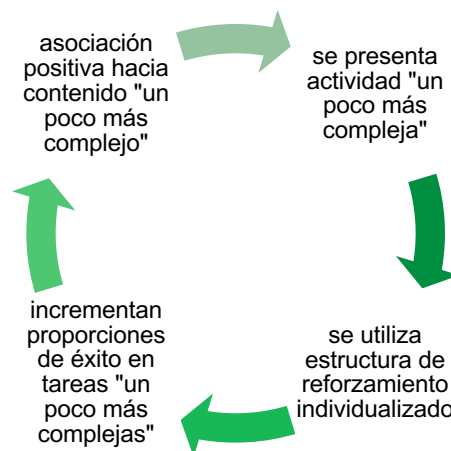 asociación
positiva hacia
contenido "un
poco más
complejo"
se presenta
actividad "un
poco más
compleja"
se utiliza
estructura de
reforzamiento
individualizado
incrementan
proporciones
de éxito en
tareas "un
poco más
complejas"